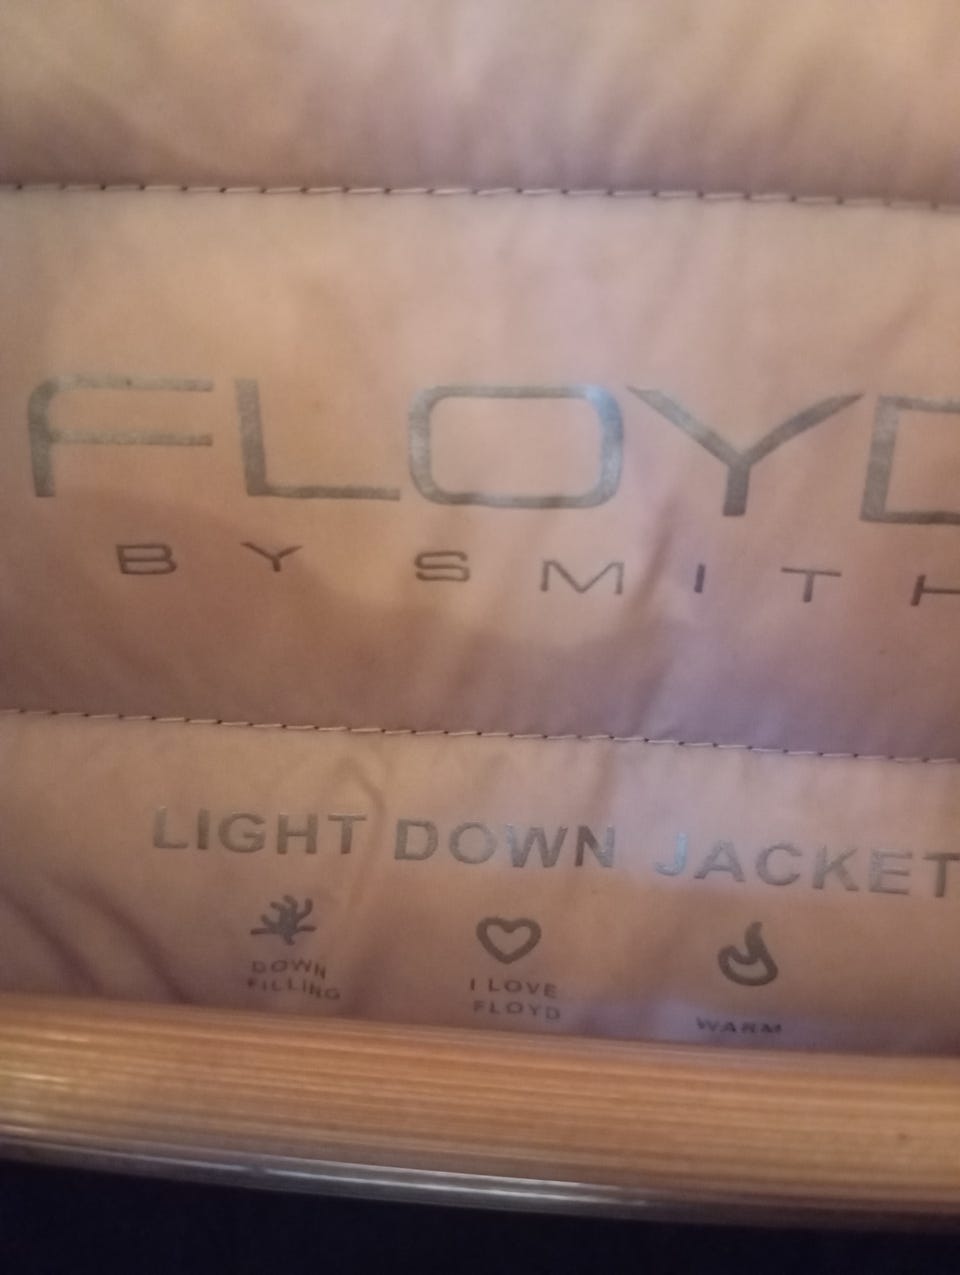 FLOYD
BY SMITH
LIGHT DOWN JACKET
DOWN
FILLING
I LOVE
FLOYD
WARM